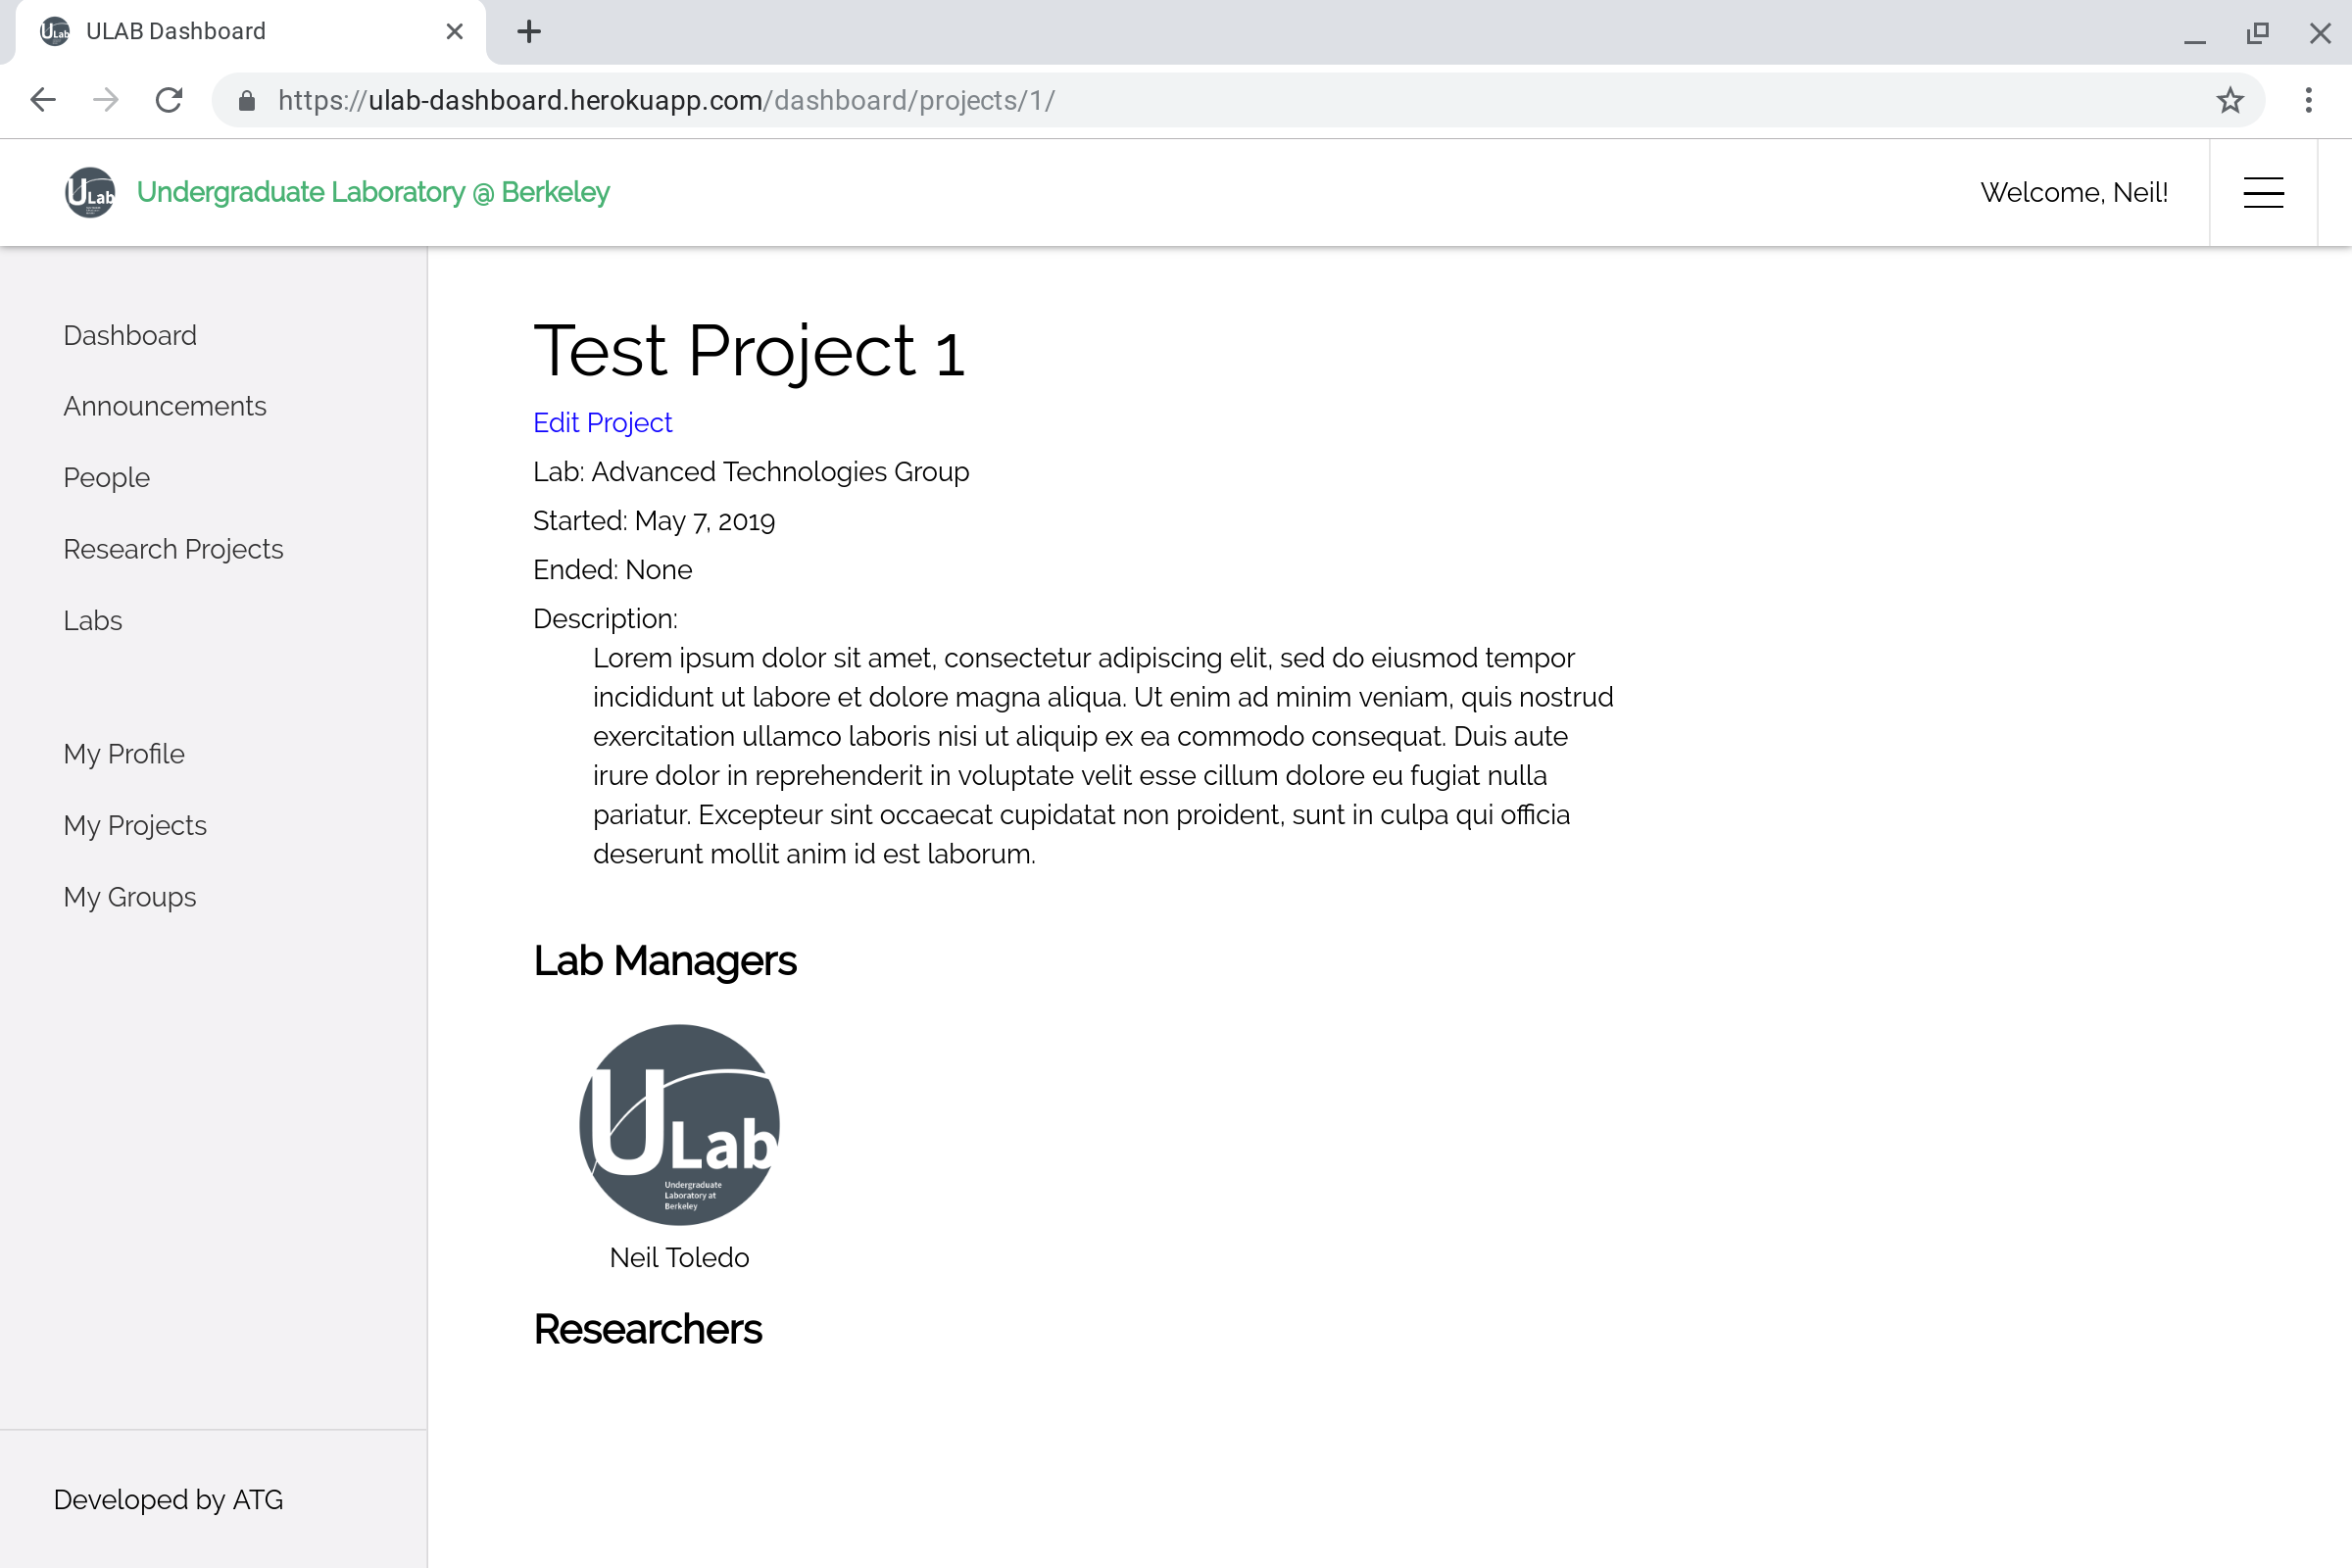 ULAB Dashboard
https://ulab-dashboard.herokuapp.com/dashboard/projects/1/
ULab
Undergraduate Laboratory @ Berkeley
Welcome, Neil!
Dashboard
Announcements
People
Research Projects
Labs
My Profile
My Projects
My Groups
Developed by ATG
Test Project 1
Edit Project
Lab: Advanced Technologies Group
Started: May 7, 2019
Ended: None
Description:
Lorem ipsum dolor sit amet, consectetur adipiscing elit, sed do eiusmod tempor
incididunt ut labore et dolore magna aliqua. Ut enim ad minim veniam, quis nostrud
exercitation ullamco laboris nisi ut aliquip ex ea commodo consequat. Duis aute
irure dolor in reprehenderit in voluptate velit esse cillum dolore eu fugiat nulla
pariatur. Excepteur sint occaecat cupidatat non proident, sunt in culpa qui officia
deserunt mollit anim id est laborum.
Lab Managers
ULab
Undergraduate
Laboratory at
Berkeley
Neil Toledo
Researchers